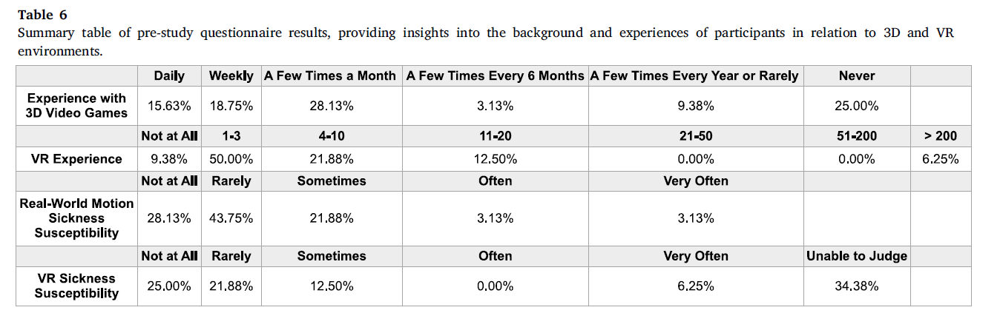 Table 6
Summary table of pre-study questionnaire results, providing insights into the background and experiences of participants in relation to 3D and VR
environments.
Daily Weekly A Few Times a Month A Few Times Every 6 Months A Few Times Every Year or Rarely Never
Experience with
3D Video Games
15.63% 18.75% 28.13% 3.13% 9.38% 25.00%
Not at All 1-3 4-10 11-20 21-50 51-200 > 200
VR Experience 9.38% 50.00% 21.88% 12.50% 0.00% 0.00% 6.25%
Not at All Rarely Sometimes Often Very Often
Real-World Motion
Sickness
Susceptibility
28.13% 43.75% 21.88% 3.13% 3.13%
Not at All Rarely Sometimes Often Very Often Unable to Judge
VR Sickness
Susceptibility
25.00% 21.88% 12.50% 0.00% 6.25% 34.38%